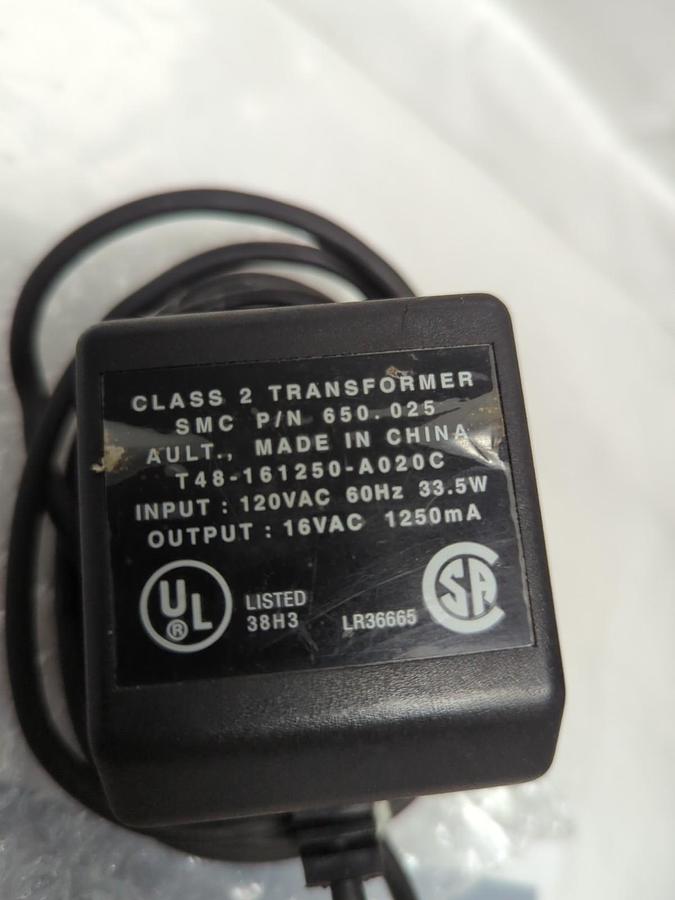 CLASS 2 TRANSFORMER
SMC P/N 650.025
AULT., MADE IN CHINA
T48-161250-A020C
INPUT : 120VAC 60Hz 33.5W
OUTPUT : 16VAC 1250mA
UL ® LISTED 38H3
LR36665 SA